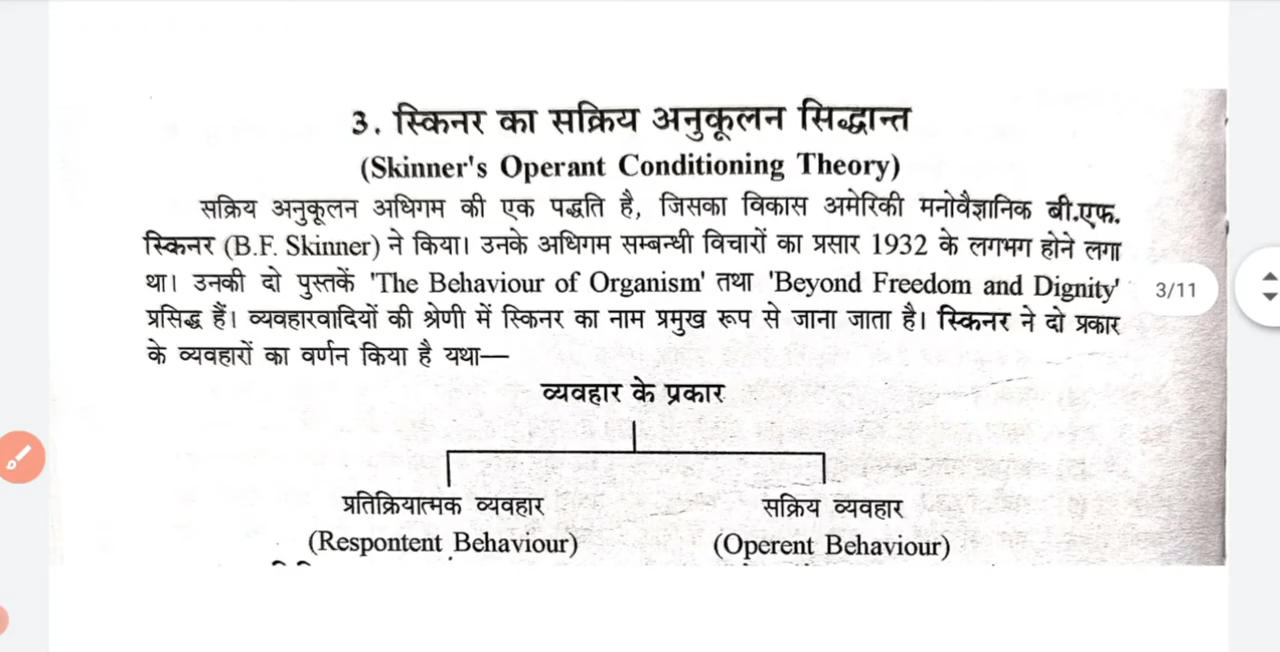 3. स्किनर का सक्रिय अनुकूलन सिद्धान्त
(Skinner's Operant Conditioning Theory)
सक्रिय अनुकूलन अधिगम की एक पद्धति है, जिसका विकास अमेरिकी मनोवैज्ञानिक बी.एफ.
स्किनर (B.F. Skinner) ने किया। उनके अधिगम सम्बन्धी विचारों का प्रसार 1932 के लगभग होने लगा
था। उनकी दो पुस्तकें 'The Behaviour of Organism' तथा 'Beyond Freedom and Dignity'
3/11
प्रसिद्ध हैं। व्यवहारवादियों की श्रेणी में स्किनर का नाम प्रमुख रूप से जाना जाता है। स्किनर ने दो प्रकार
के व्यवहारों का वर्णन किया है यथा—
व्यवहार के प्रकार
प्रतिक्रियात्मक व्यवहार सक्रिय व्यवहार
(Respontent Behaviour) (Operent Behaviour)